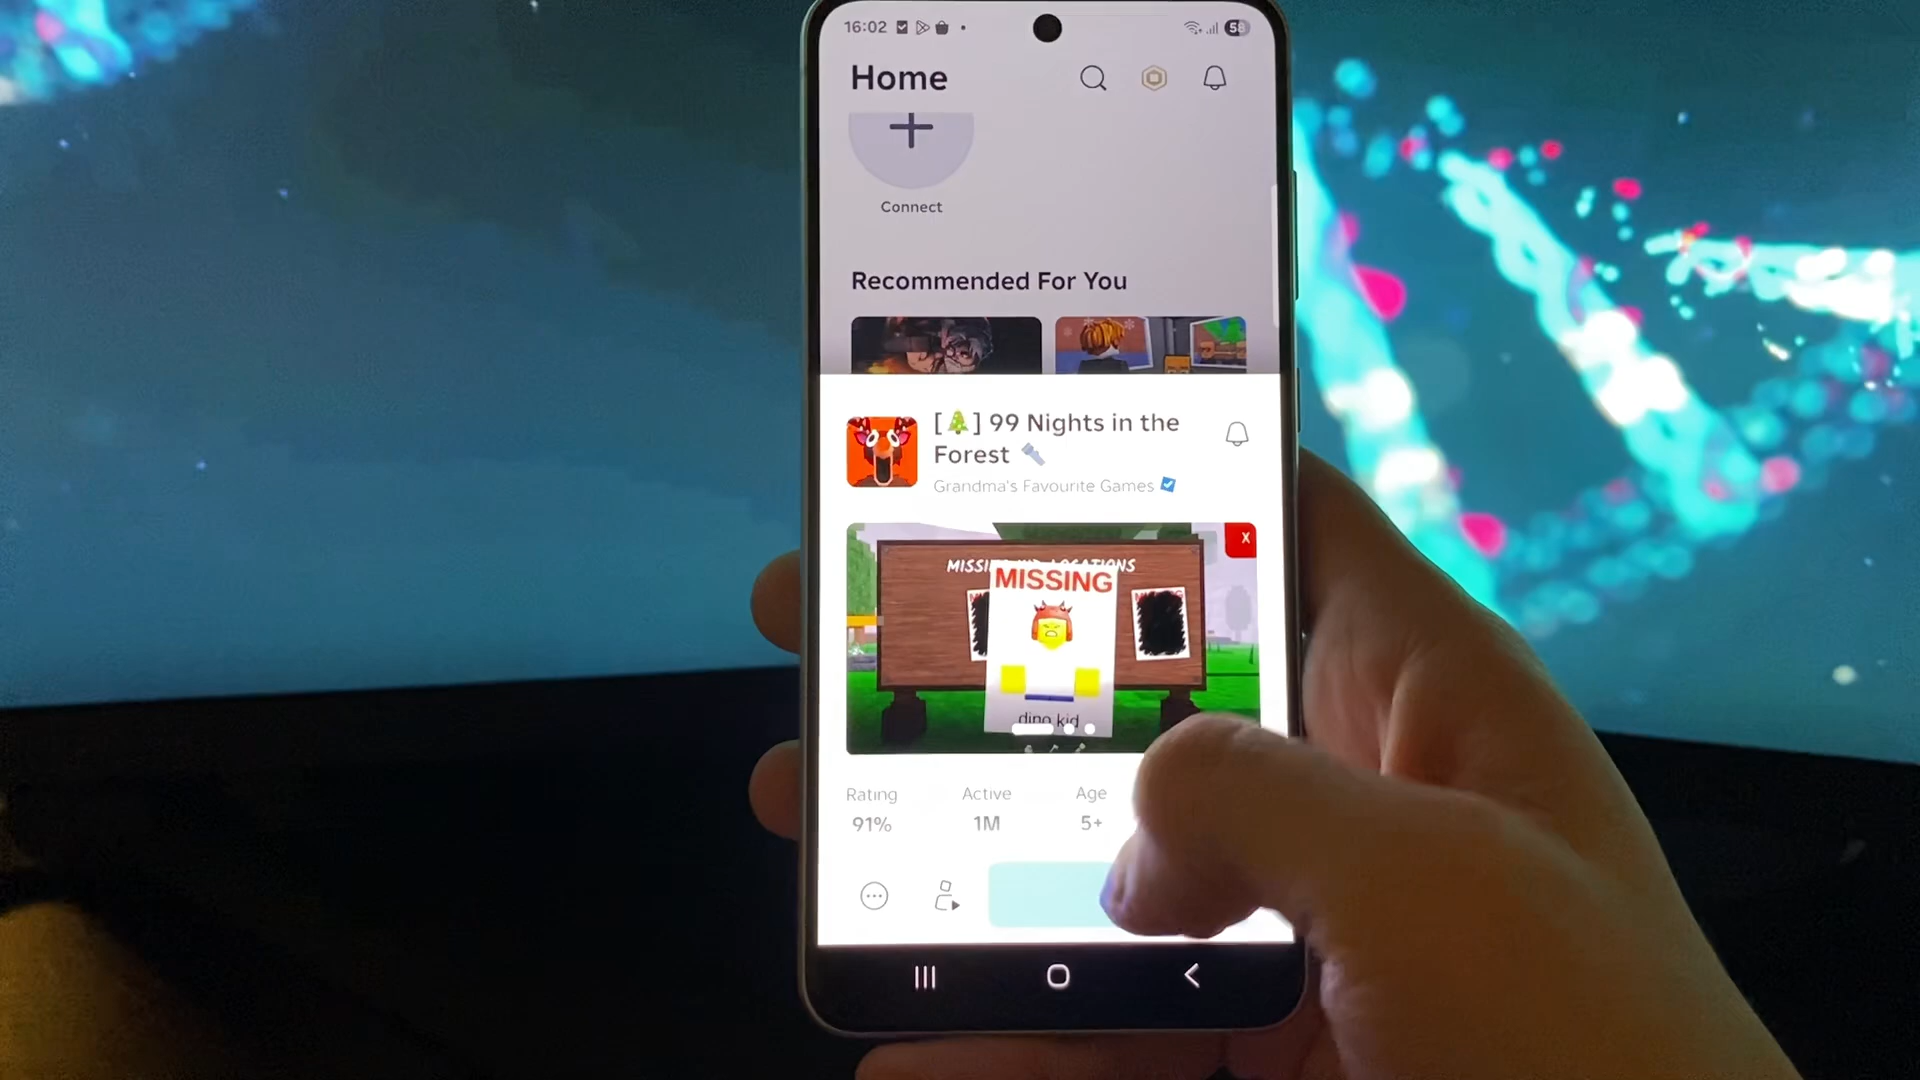 16:02
58
Home
Connect
Recommended For You
[🌲] 99 Nights in the
Forest 🔦
Grandma's Favourite Games
X
MISSING
dino kid
Rating Active Age
91% 1M 5+